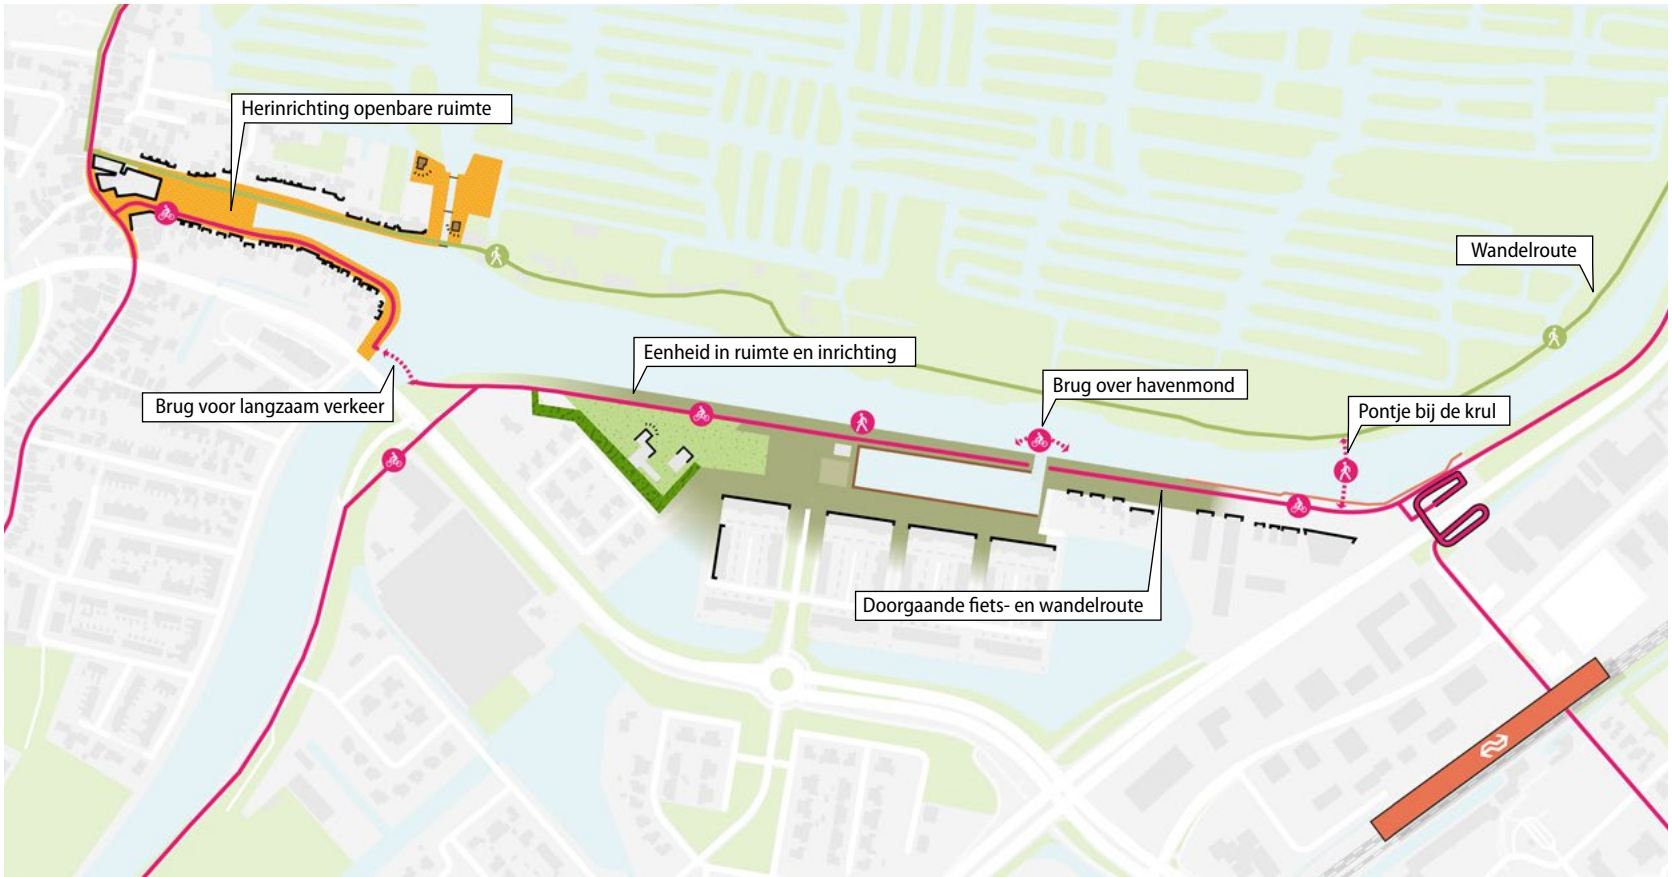 Herinrichting openbare ruimte
Wandelroute
Eenheid in ruimte en inrichting
Brug over havenmond
Brug voor langzaam verkeer
Pontje bij de krul
Doorgaande fiets- en wandelroute